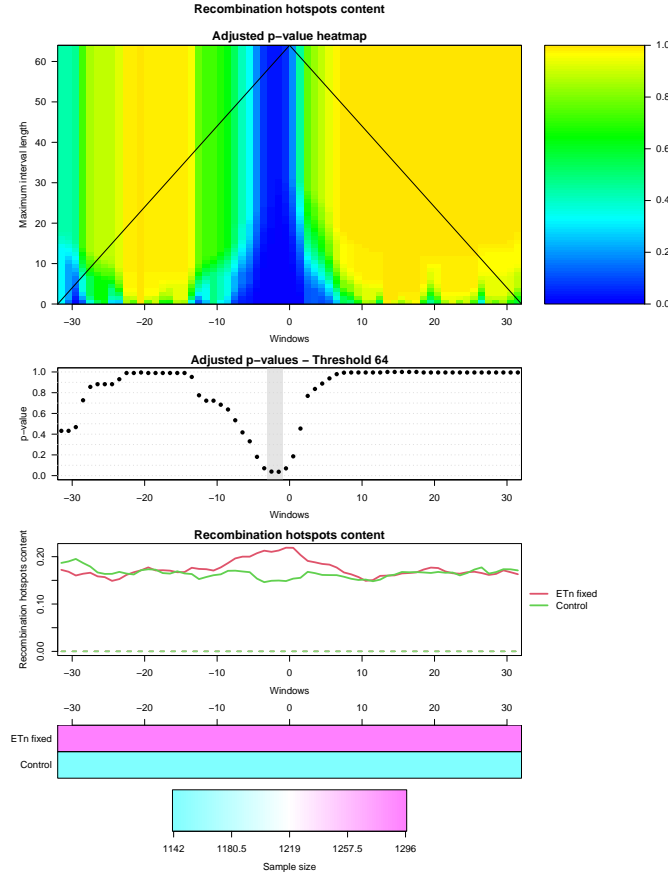 Recombination hotspots content
Adjusted p−value heatmap
Maximum interval length
0 10 20 30 40 50 60
−30 −20 −10 0 10 20 30
Windows
0.0 0.2 0.4 0.6 0.8 1.0
Adjusted p−values − Threshold 64
p−value
0.0 0.2 0.4 0.6 0.8 1.0
−30 −20 −10 0 10 20 30
Windows
Recombination hotspots content
Recombination hotspots content
0.00 0.10 0.20
−30 −20 −10 0 10 20 30
Windows
ETn fixed
Control
−30 −20 −10 0 10 20 30
ETn fixed
Control
1142 1180.5 1219 1257.5 1296
Sample size